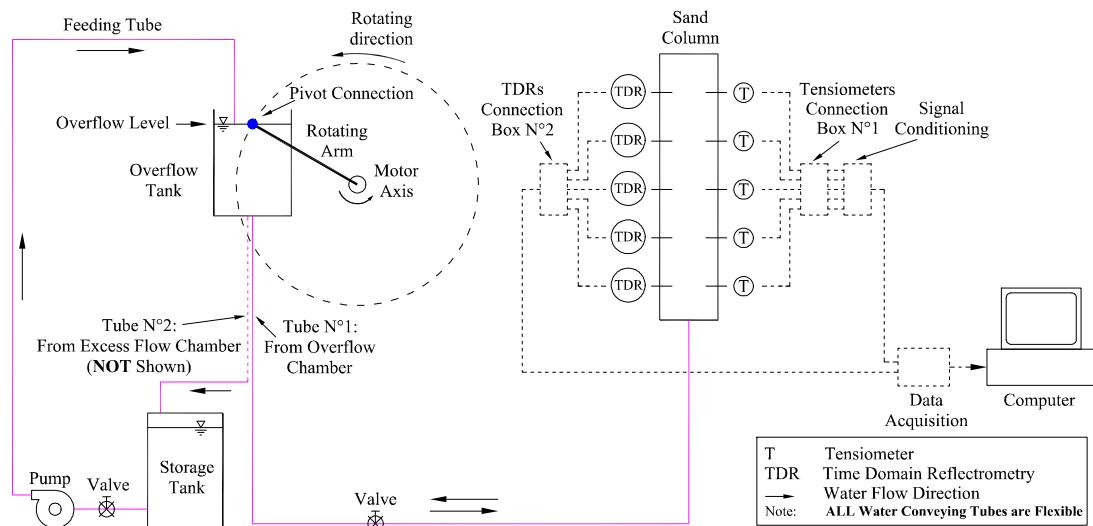 Feeding Tube
Rotating
direction
Sand
Column
TDRs
Connection
Box N°2
Tensiometers
Connection
Box N°1
Signal
Conditioning
Pivot Connection
Overflow Level
Rotating
Arm
Overflow
Tank
Motor
Axis
TDR
T
TDR
T
TDR
T
TDR
T
TDR
T
Tube N°2:
From Excess Flow Chamber
(NOT Shown)
Tube N°1:
From Overflow
Chamber
Data
Acquisition
Computer
Storage
Tank
Pump
Valve
Valve
T Tensiometer
TDR Time Domain Reflectrometry
Water Flow Direction
Note: ALL Water Conveying Tubes are Flexible